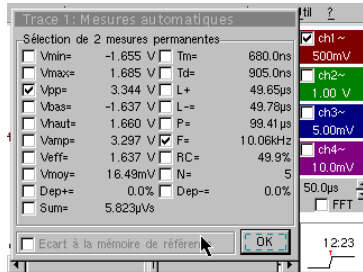 Trace 1: Mesures automatiques
Sélection de 2 mesures permanentes
Vmin= -1.655 V Tm= 680.0ns
Vmax= 1.685 V Td= 905.0ns
Vpp= 3.344 V L+ 49.65µs
Vbas= -1.637 V L-= 49.78µs
Vhaut= 1.660 V P= 99.41µs
Vamp= 3.297 V F= 10.06kHz
Veff= 1.637 V RC= 49.9%
Vmoy= 16.49mV N= 5
Dep+= 0.0% Dep-= 0.0%
Sum= 5.823µVs
Ecart à la mémoire de référence
OK
til ?
ch1~
500mV
ch2~
1.00 V
ch3~
5.00mV
ch4~
10.0mV
50.0µs
FFT
12:23